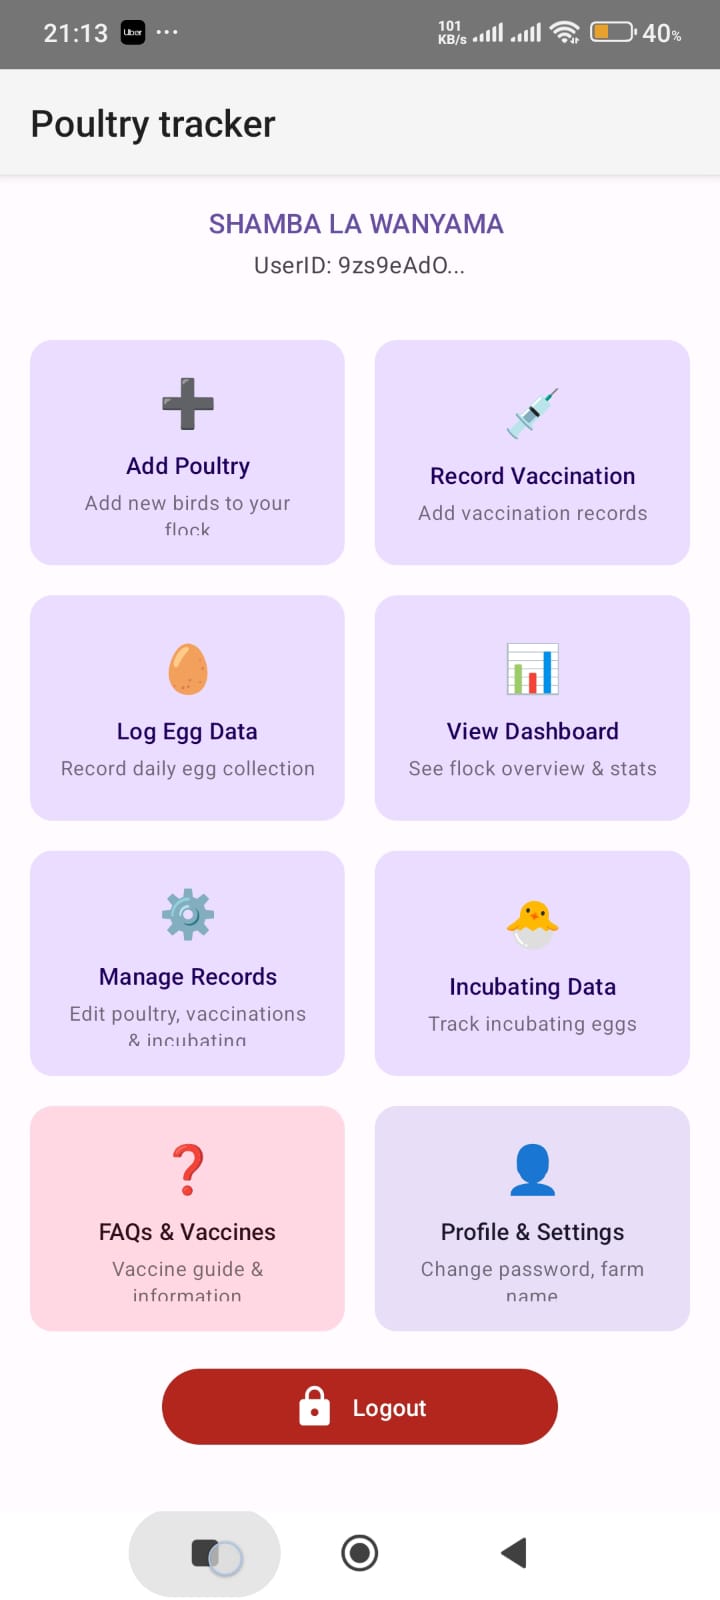 21:13 Uber ... 101 KB/s 40%
Poultry tracker
SHAMBA LA WANYAMA
UserID: 9zs9eAdO...
Add Poultry
Add new birds to your
flock
Record Vaccination
Add vaccination records
Log Egg Data
Record daily egg collection
View Dashboard
See flock overview & stats
Manage Records
Edit poultry, vaccinations
& incubating
Incubating Data
Track incubating eggs
FAQs & Vaccines
Vaccine guide &
information
Profile & Settings
Change password, farm
name
Logout